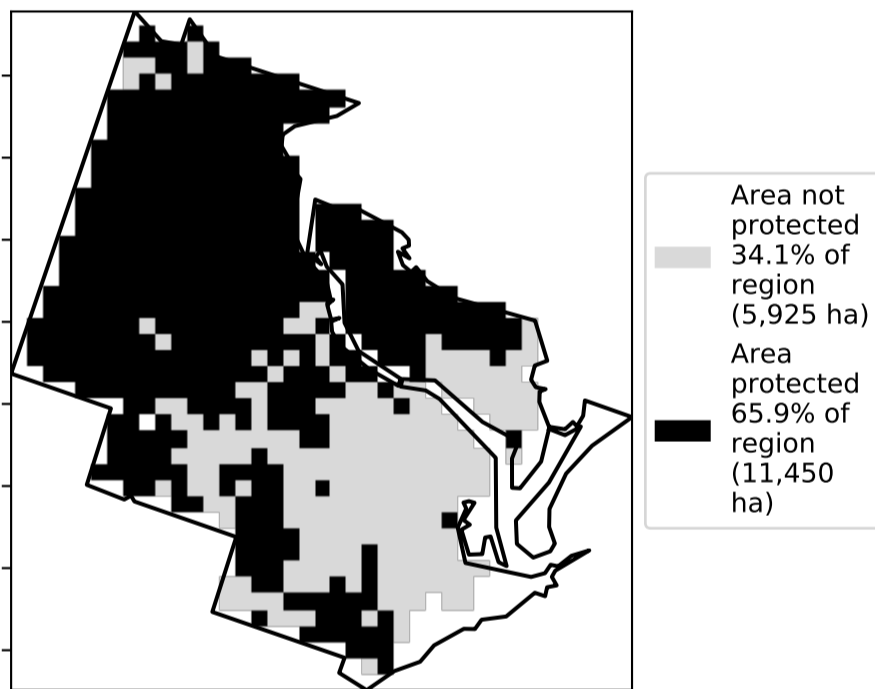 Area not
protected
34.1% of
region
(5,925 ha)
Area
protected
65.9% of
region
(11,450
ha)